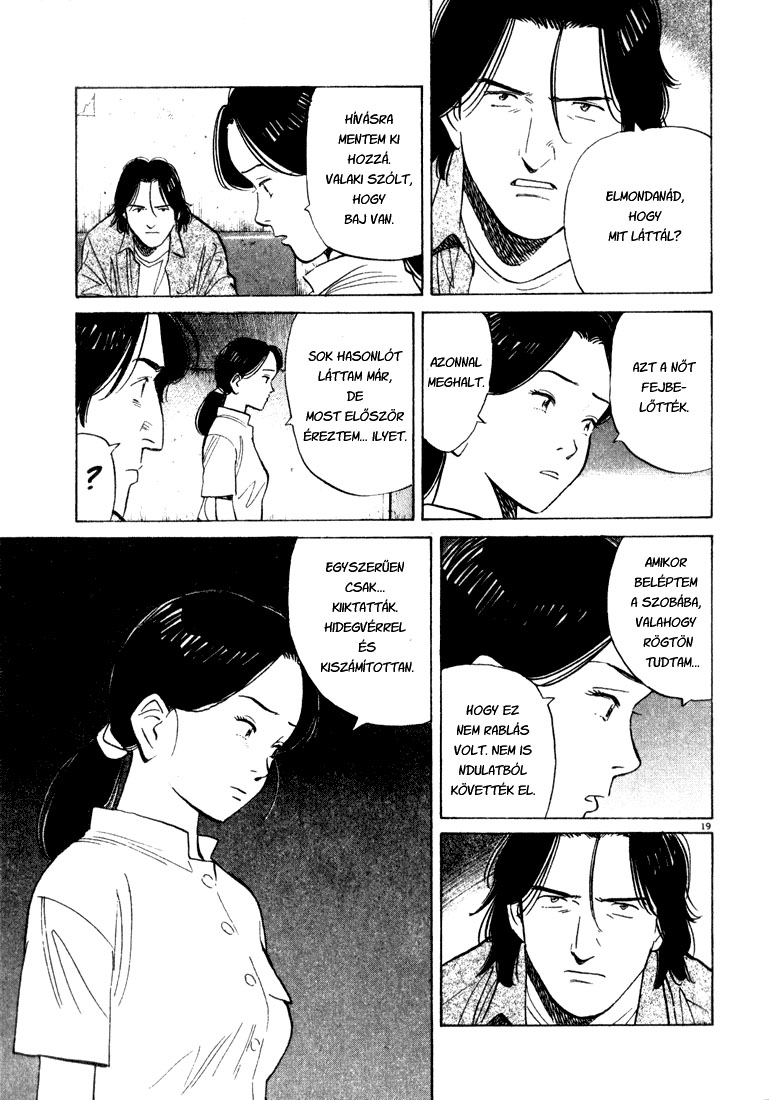 ELMONDANÁD,
HOGY
MIT LÁTTÁL?
HÍVÁSRA
MENTEM KI
HOZZÁ.
VALAKI SZÓLT,
HOGY
BAJ VAN.
AZT A NŐT
FEJBE-
LŐTTÉK.
AZONNAL
MEGHALT.
SOK HASONLÓT
LÁTTAM MÁR,
DE
MOST ELŐSZÖR
ÉREZTEM... ILYET.
?
AMIKOR
BELÉPTEM
A SZOBÁBA,
VALAHOGY
RÖGTÖN
TUDTAM...
HOGY EZ
NEM RABLÁS
VOLT. NEM IS
NDULATBÓL
KÖVETTÉK EL.
EGYSZERŰEN
CSAK...
KIIKTATTÁK.
HIDEGVÉRREL
ÉS
KISZÁMÍTOTTAN.
19